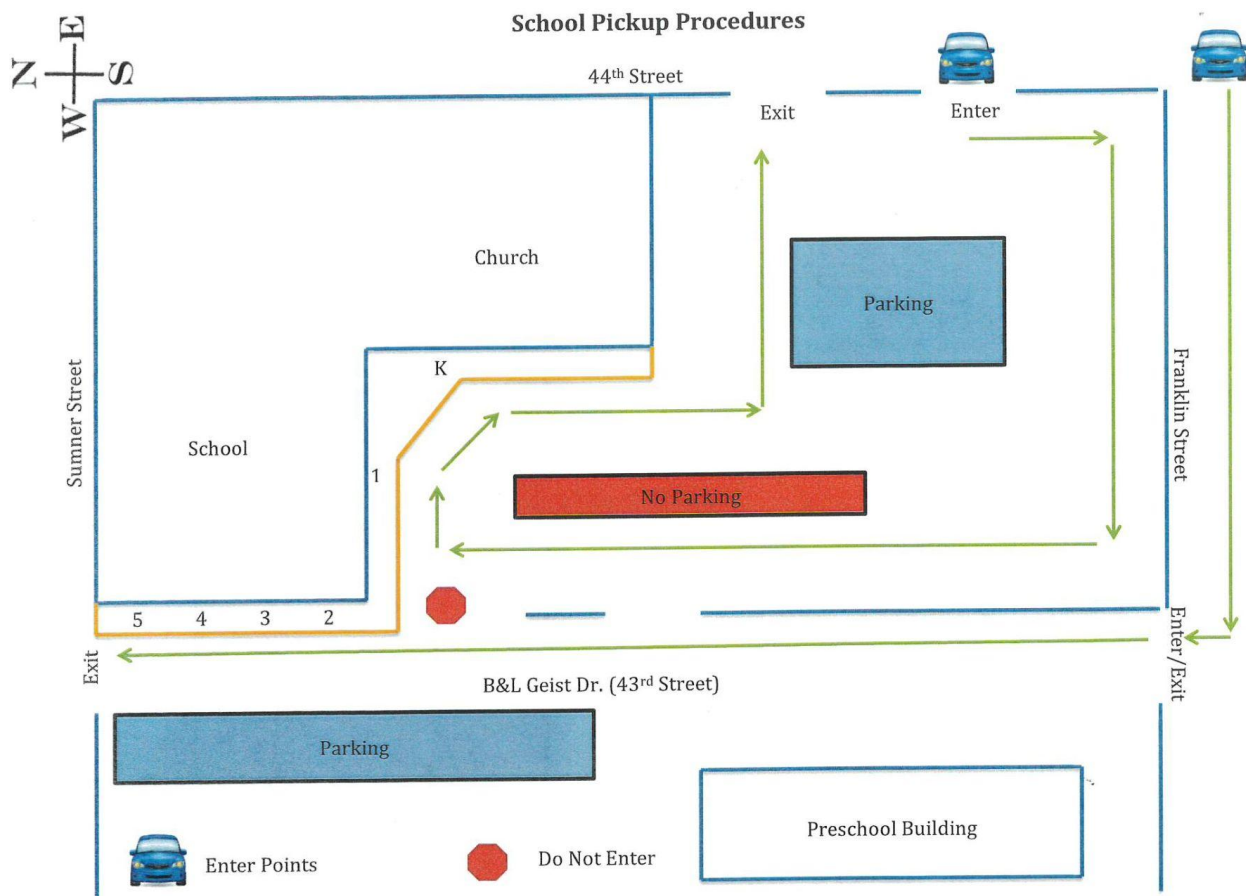 School Pickup Procedures
E
N S
W
44th Street
Exit
Enter
Church
Parking
K
Sumner Street
School
1
Franklin Street
No Parking
5 4 3 2
Exit
Enter/Exit
B&L Geist Dr. (43rd Street)
Parking
Preschool Building
Enter Points
Do Not Enter